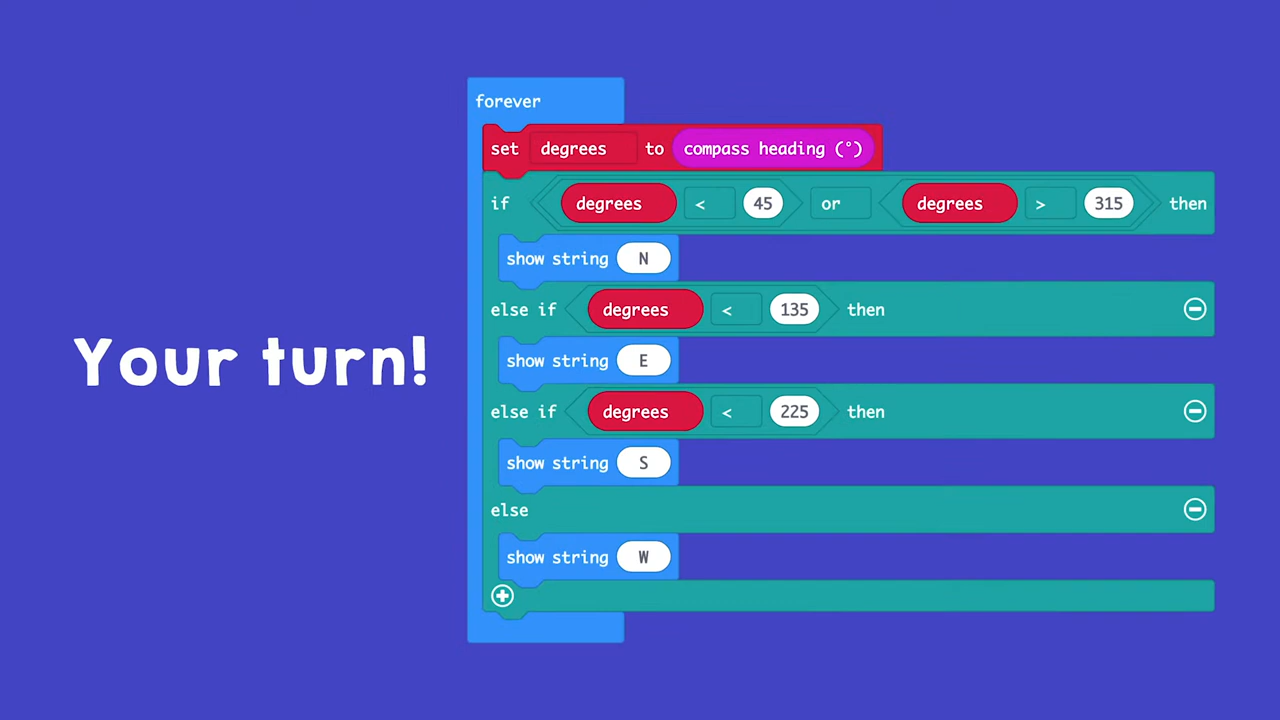 Your turn!
forever
set degrees to compass heading (°)
if degrees < 45 or degrees > 315 then
show string N
else if degrees < 135 then
show string E
else if degrees < 225 then
show string S
else
show string W